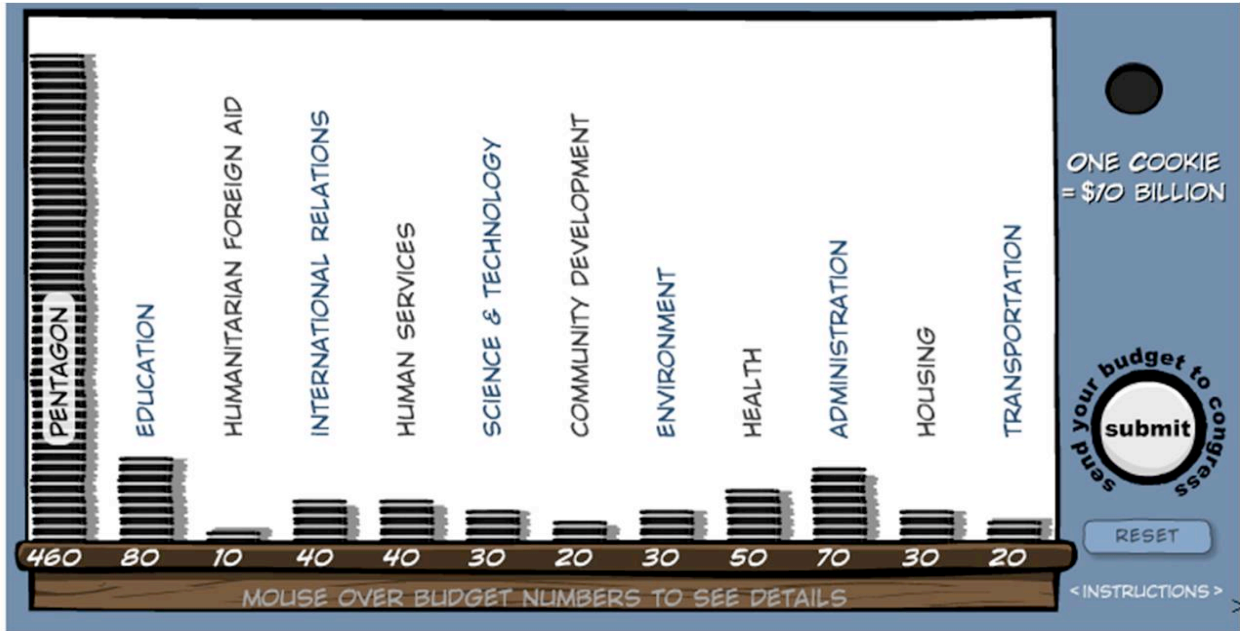 PENTAGON
EDUCATION
HUMANITARIAN FOREIGN AID
INTERNATIONAL RELATIONS
HUMAN SERVICES
SCIENCE & TECHNOLOGY
COMMUNITY DEVELOPMENT
ENVIRONMENT
HEALTH
ADMINISTRATION
HOUSING
TRANSPORTATION
460 80 10 40 40 30 20 30 50 70 30 20
MOUSE OVER BUDGET NUMBERS TO SEE DETAILS
ONE COOKIE
= $10 BILLION
send your budget to congress
submit
RESET
<INSTRUCTIONS>
>